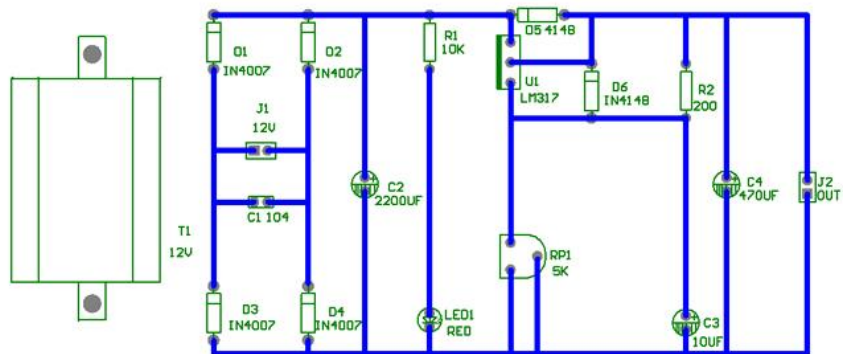 D1
IN4007
D2
IN4007
R1
10K
D5 4148
U1
LM317
D6
IN4148
R2
200
J1
12V
C1 104
C2
2200UF
C4
470UF
J2
OUT
T1
12V
RP1
5K
D3
IN4007
D4
IN4007
LED1
RED
C3
10UF